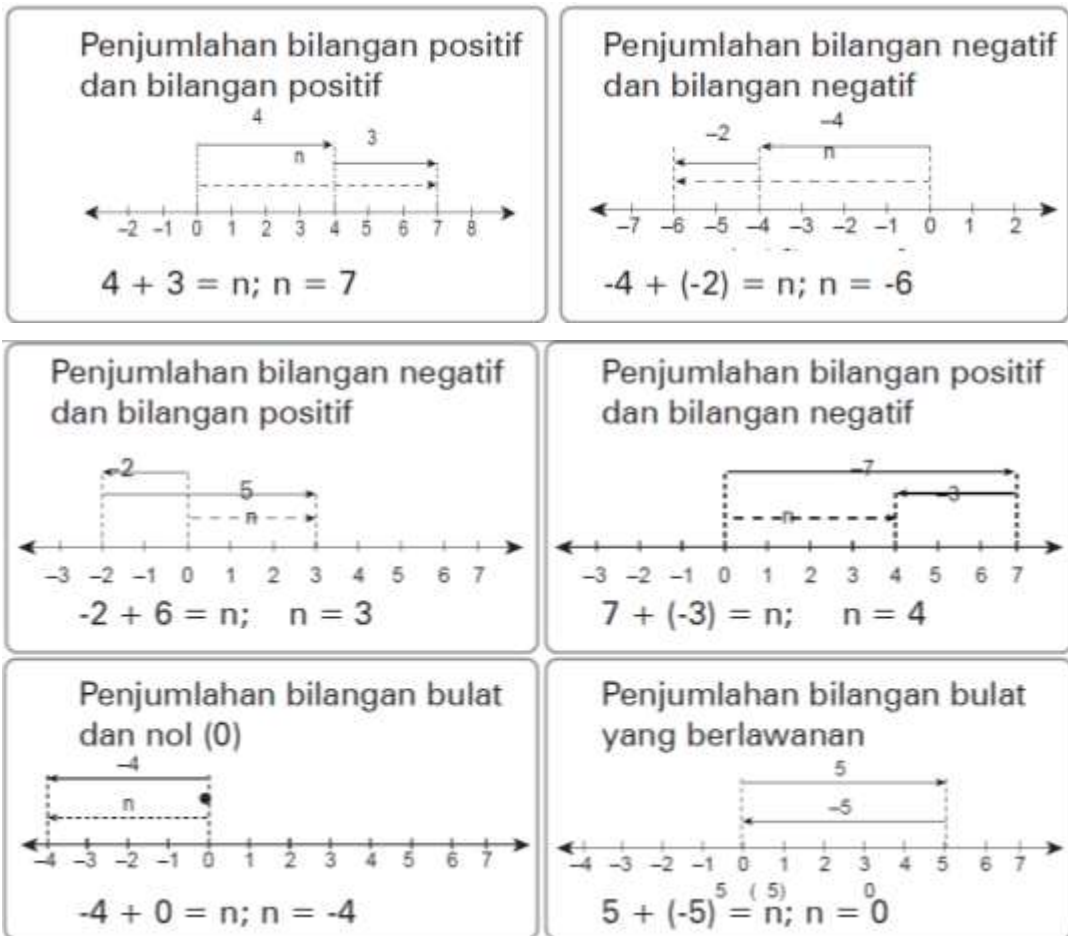 Penjumlahan bilangan positif
dan bilangan positif
4
3
n
–2 –1 0 1 2 3 4 5 6 7 8
4 + 3 = n; n = 7
Penjumlahan bilangan negatif
dan bilangan negatif
–4
–2
n
–7 –6 –5 –4 –3 –2 –1 0 1 2
-4 + (-2) = n; n = -6
Penjumlahan bilangan negatif
dan bilangan positif
–2
5
n
–3 –2 –1 0 1 2 3 4 5 6 7
-2 + 6 = n; n = 3
Penjumlahan bilangan positif
dan bilangan negatif
–7
–3
n
–3 –2 –1 0 1 2 3 4 5 6 7
7 + (-3) = n; n = 4
Penjumlahan bilangan bulat
dan nol (0)
–4
n
–4 –3 –2 –1 0 1 2 3 4 5 6 7
-4 + 0 = n; n = -4
Penjumlahan bilangan bulat
yang berlawanan
5
–5
–4 –3 –2 –1 0 1 2 3 4 5 6 7
5 ( 5) 0
5 + (-5) = n; n = 0